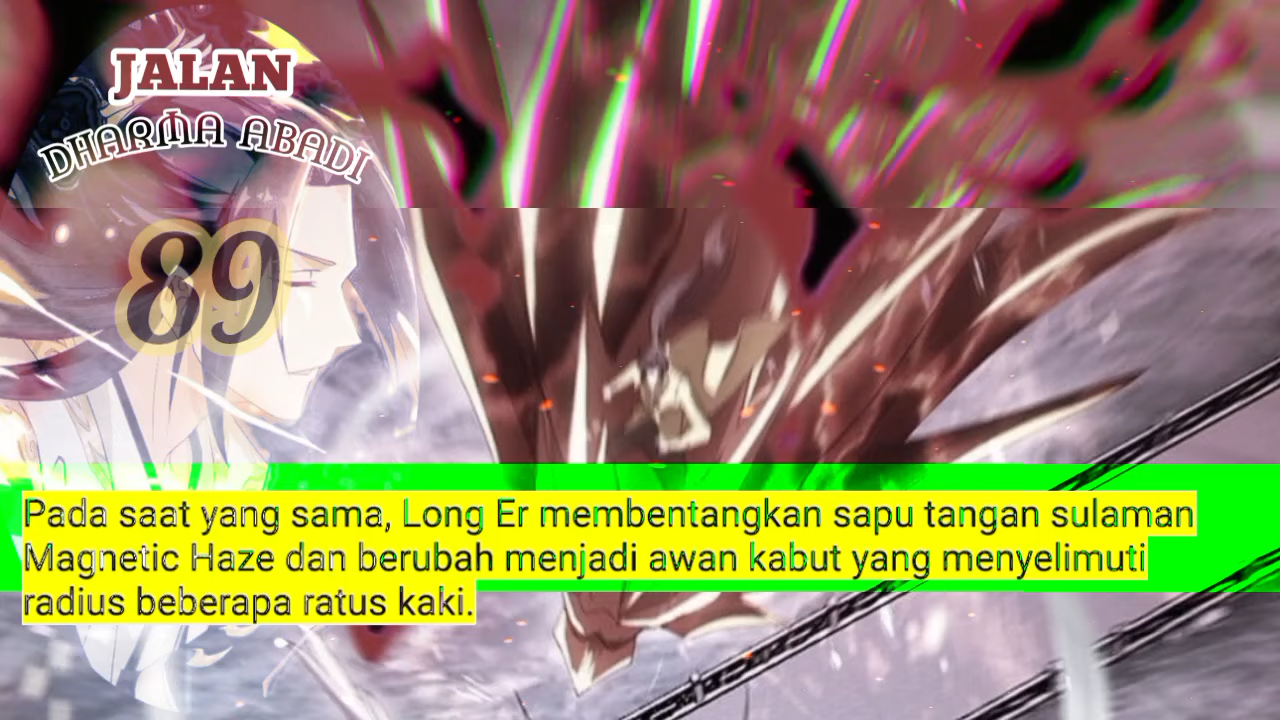 JALAN
DHARMA ABADI
89
Pada saat yang sama, Long Er membentangkan sapu tangan sulaman
Magnetic Haze dan berubah menjadi awan kabut yang menyelimuti
radius beberapa ratus kaki.